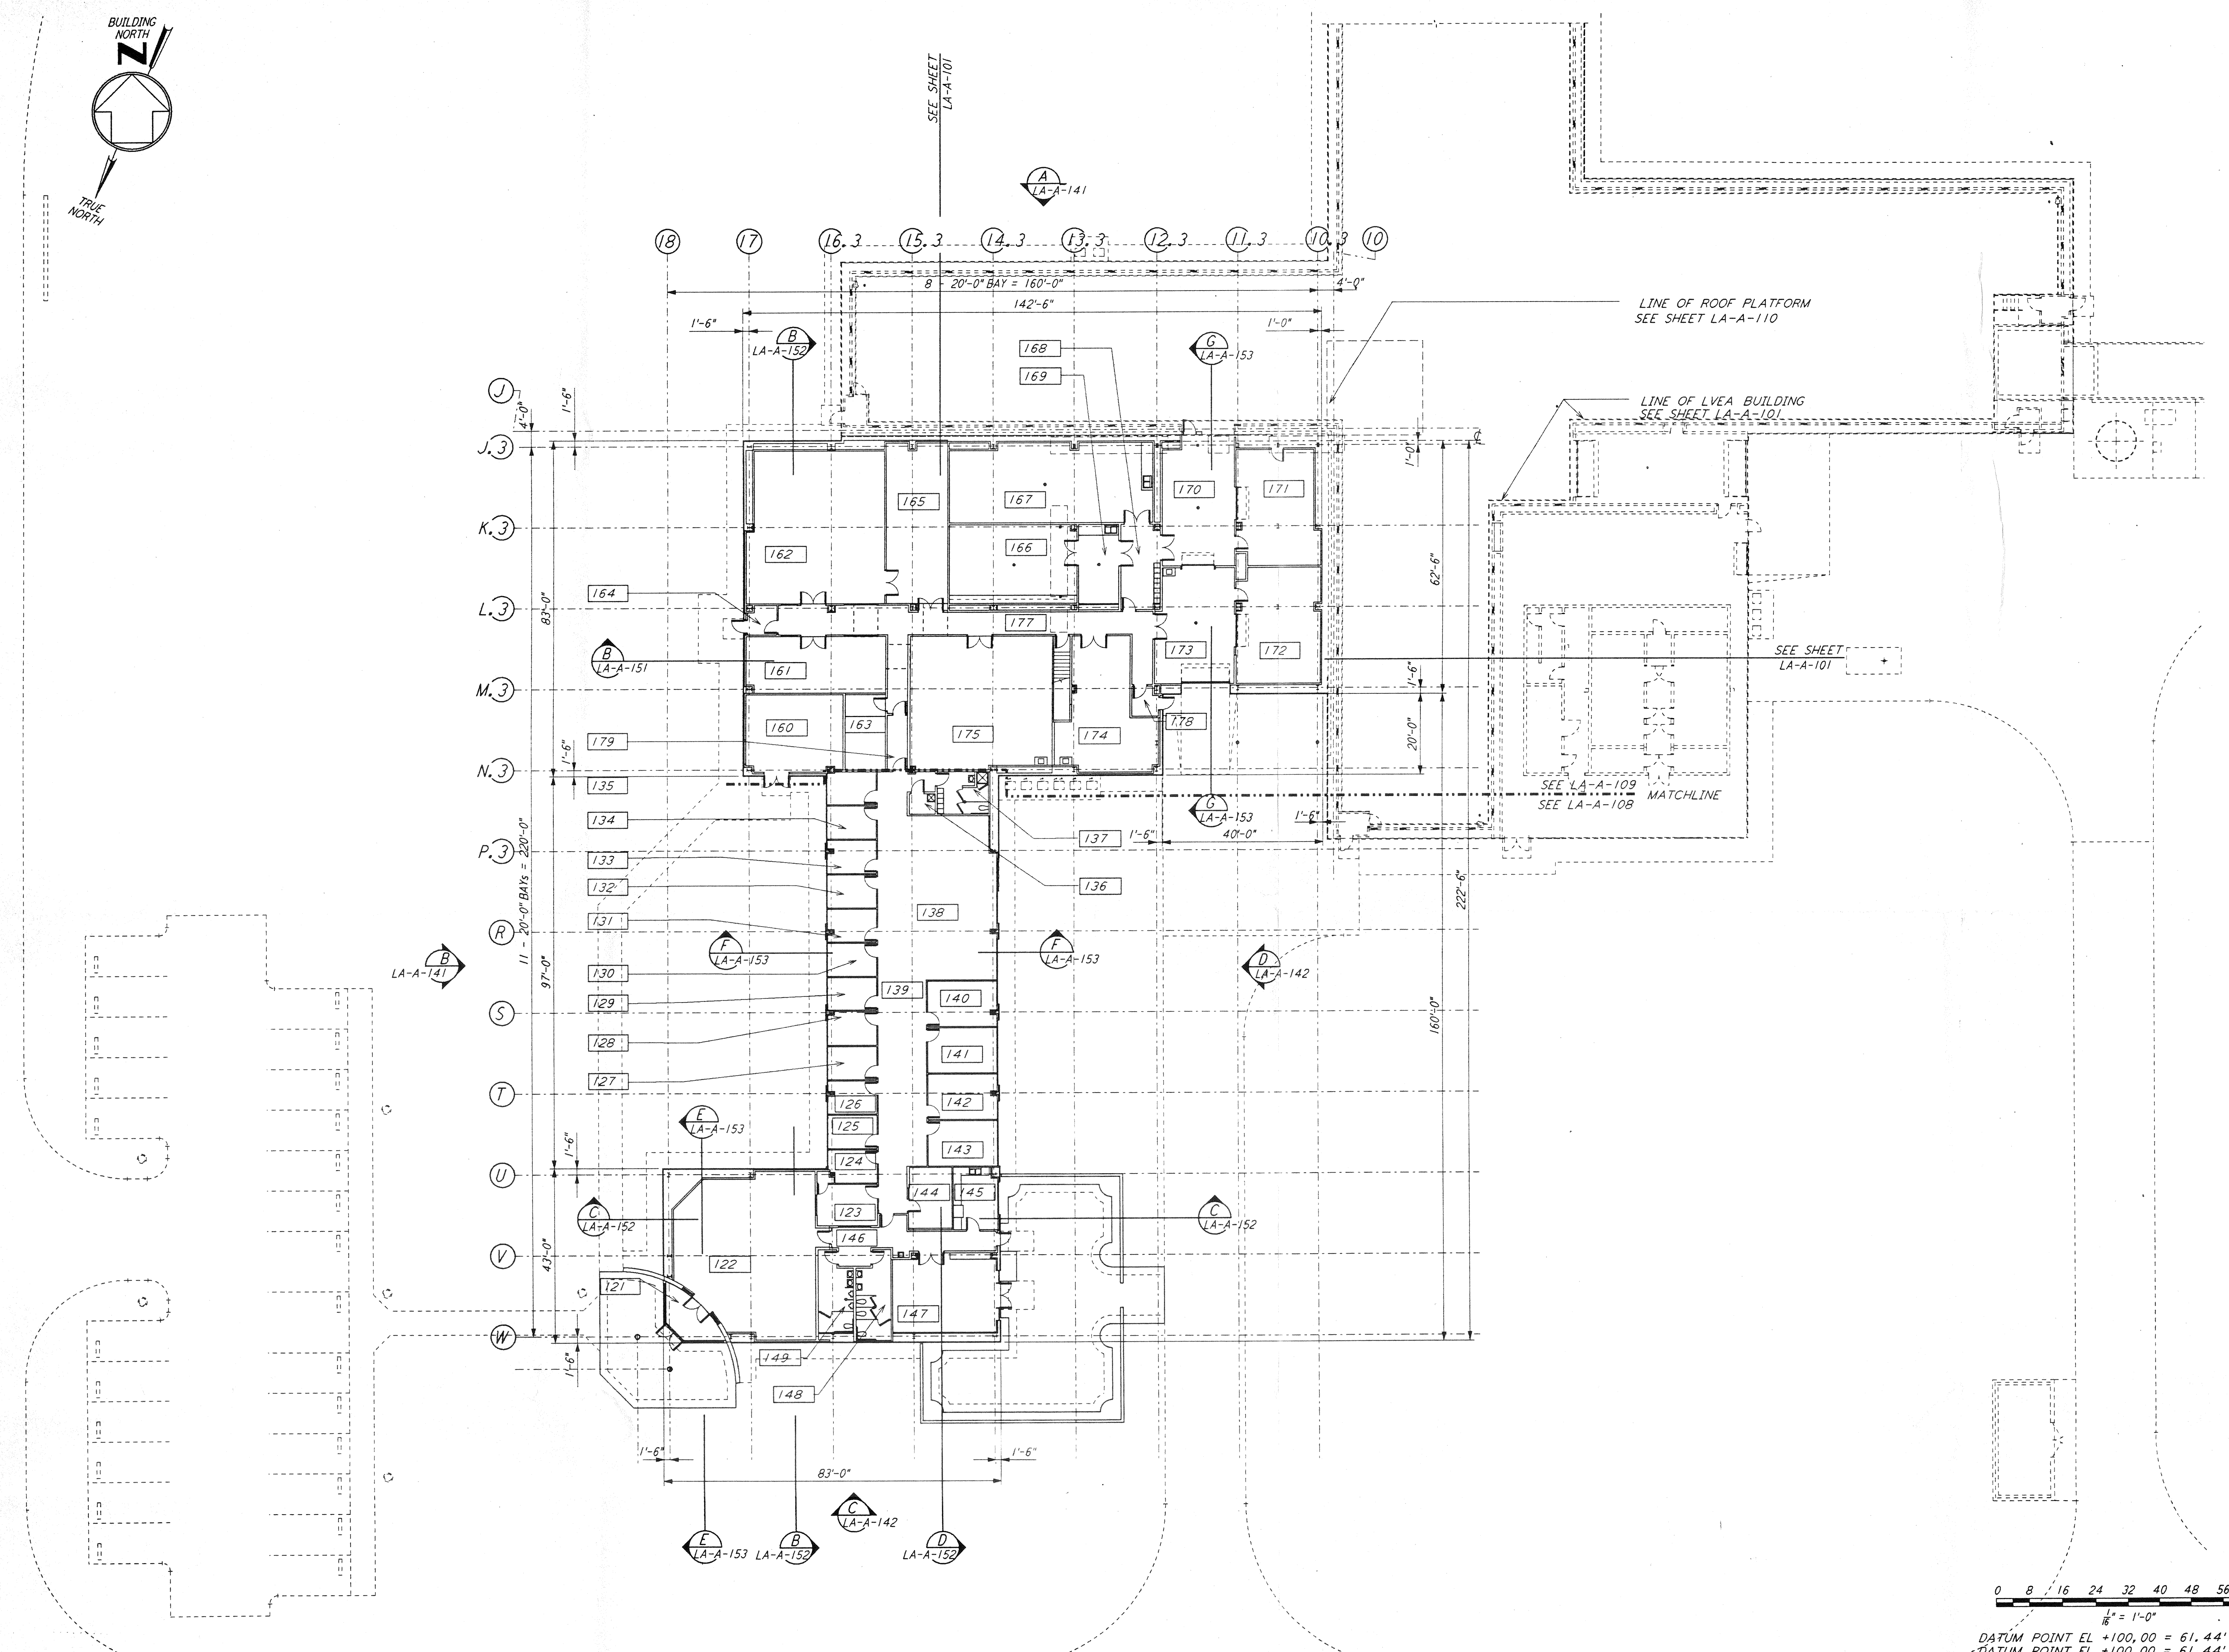 BUILDING
NORTH
N
TRUE
NORTH
SEE SHEET
LA-A-101
A
LA-A-141
18 17 16.3 15.3 14.3 13.3 12.3 11.3 10.3 10
8 - 20'-0" BAY = 160'-0"
4'-0"
142'-6"
1'-6"
1'-0"
LINE OF ROOF PLATFORM
SEE SHEET LA-A-110
B
LA-A-152
G
LA-A-153
168
169
J
4'-0"
1'-6"
LINE OF LVEA BUILDING
SEE SHEET LA-A-101
J.3
1'-0"
K.3
L.3
M.3
N.3
P.3
R
S
T
U
V
W
162
165
167
166
170
171
164
177
83'-0"
62'-6"
B
LA-A-151
161
173
172
SEE SHEET
LA-A-101
1'-6"
160
163
175
174
178
20'-0"
179
1'-6"
135
SEE LA-A-109
MATCHLINE
SEE LA-A-108
G
LA-A-153
1'-6"
1'-6"
40'-0"
134
137
133
132
136
131
138
222'-6"
11 - 20'-0" BAYs = 220'-0"
97'-0"
B
LA-A-141
F
LA-A-153
F
LA-A-153
D
LA-A-142
130
129
139
140
160'-0"
128
141
127
142
126
125
143
E
LA-A-153
1'-6"
124
144
145
123
C
LA-A-152
C
LA-A-152
146
43'-0"
122
121
147
1'-6"
149
148
1'-6"
1'-6"
83'-0"
C
LA-A-142
E
LA-A-153
B
LA-A-152
D
LA-A-152
0 8 16 24 32 40 48 56
1/16" = 1'-0"
DATUM POINT EL +100,00 = 61.44'
DATUM POINT EL +100,00 = 61.44'